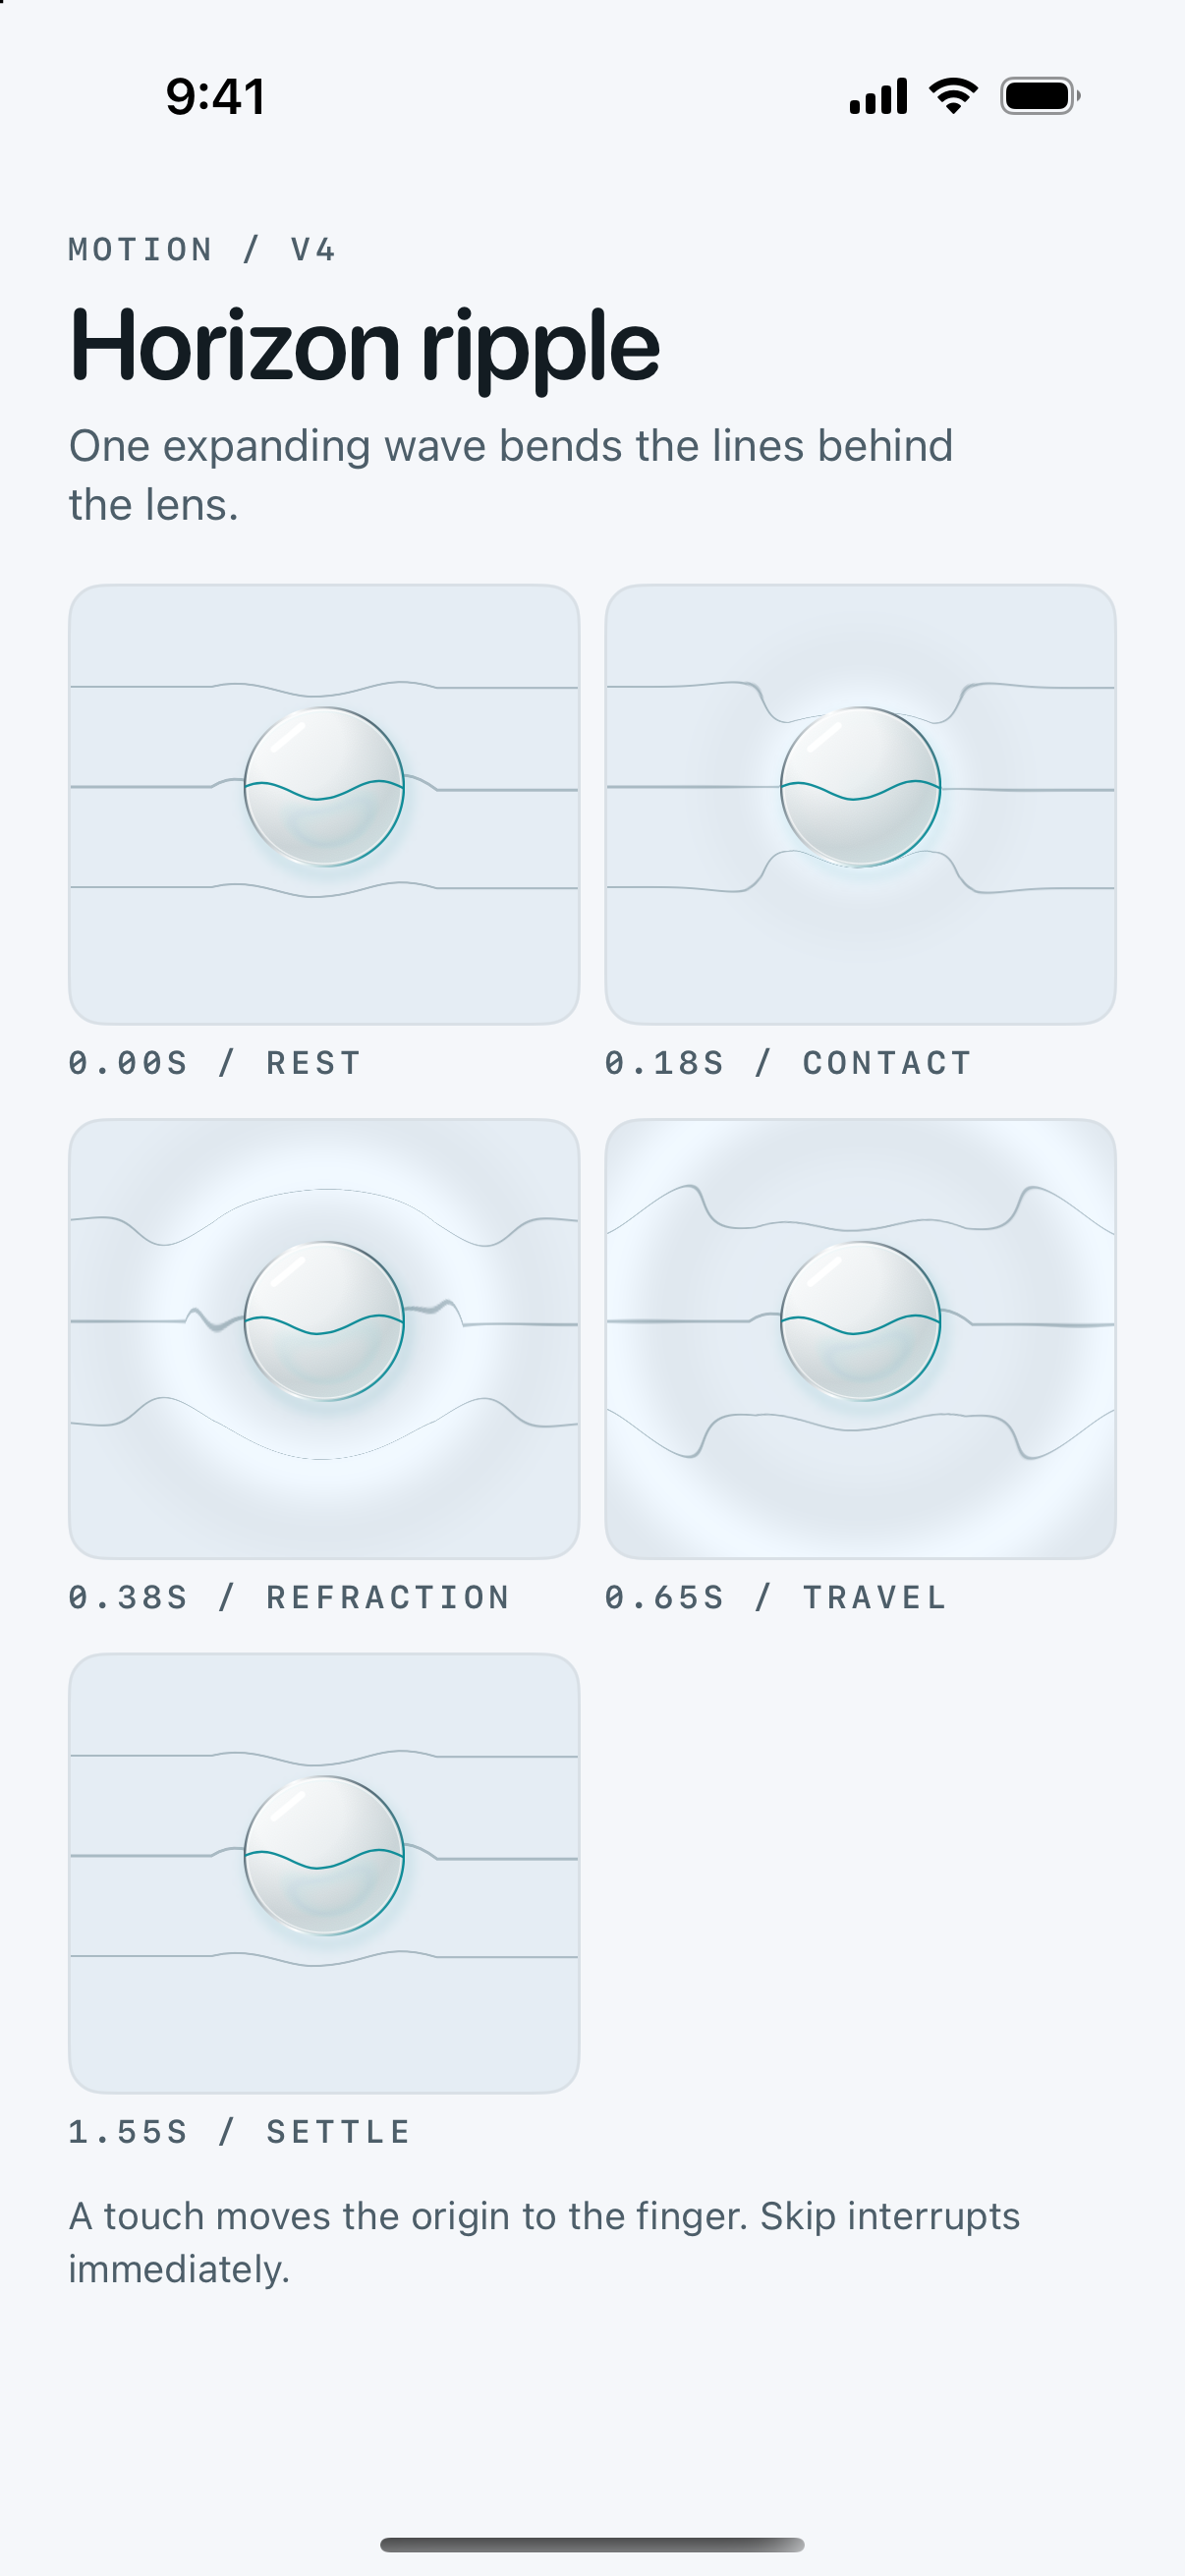 9:41
MOTION / V4
Horizon ripple
One expanding wave bends the lines behind
the lens.
0.00S / REST
0.18S / CONTACT
0.38S / REFRACTION
0.65S / TRAVEL
1.55S / SETTLE
A touch moves the origin to the finger. Skip interrupts
immediately.